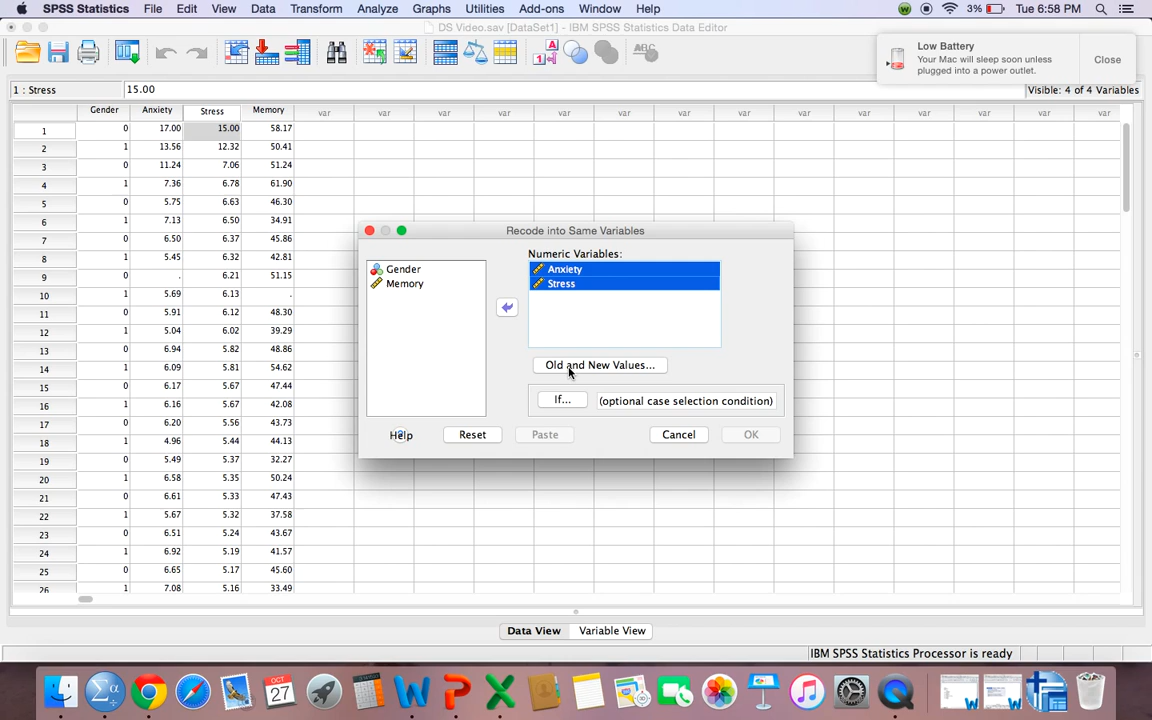 SPSS Statistics File Edit View Data Transform Analyze Graphs Utilities Add-ons Window Help 3% Tue 6:58 PM
DS Video.sav [DataSet1] - IBM SPSS Statistics Data Editor
Low Battery
Your Mac will sleep soon unless
plugged into a power outlet.
Close
1 : Stress 15.00 Visible: 4 of 4 Variables
Gender Anxiety Stress Memory var var var var var var var var var var var var var var
1 0 17.00 15.00 58.17
2 1 13.56 12.32 50.41
3 0 11.24 7.06 51.24
4 1 7.36 6.78 61.90
5 0 5.75 6.63 46.30
6 1 7.13 6.50 34.91
7 0 6.50 6.37 45.86
8 1 5.45 6.32 42.81
9 0 . 6.21 51.15
10 1 5.69 6.13 .
11 0 5.91 6.12 48.30
12 1 5.04 6.02 39.29
13 0 6.94 5.82 48.86
14 1 6.09 5.81 54.62
15 0 6.17 5.67 47.44
16 1 6.16 5.67 42.08
17 0 6.20 5.56 43.73
18 1 4.96 5.44 44.13
19 0 5.49 5.37 32.27
20 1 6.58 5.35 50.24
21 0 6.61 5.33 47.43
22 1 5.67 5.32 37.58
23 0 6.51 5.24 43.67
24 1 6.92 5.19 41.57
25 0 6.65 5.17 45.60
26 1 7.08 5.16 33.49
Recode into Same Variables
Numeric Variables:
Gender
Memory
Anxiety
Stress
Old and New Values...
If... (optional case selection condition)
Help Reset Paste Cancel OK
Data View Variable View
IBM SPSS Statistics Processor is ready
OCT
27